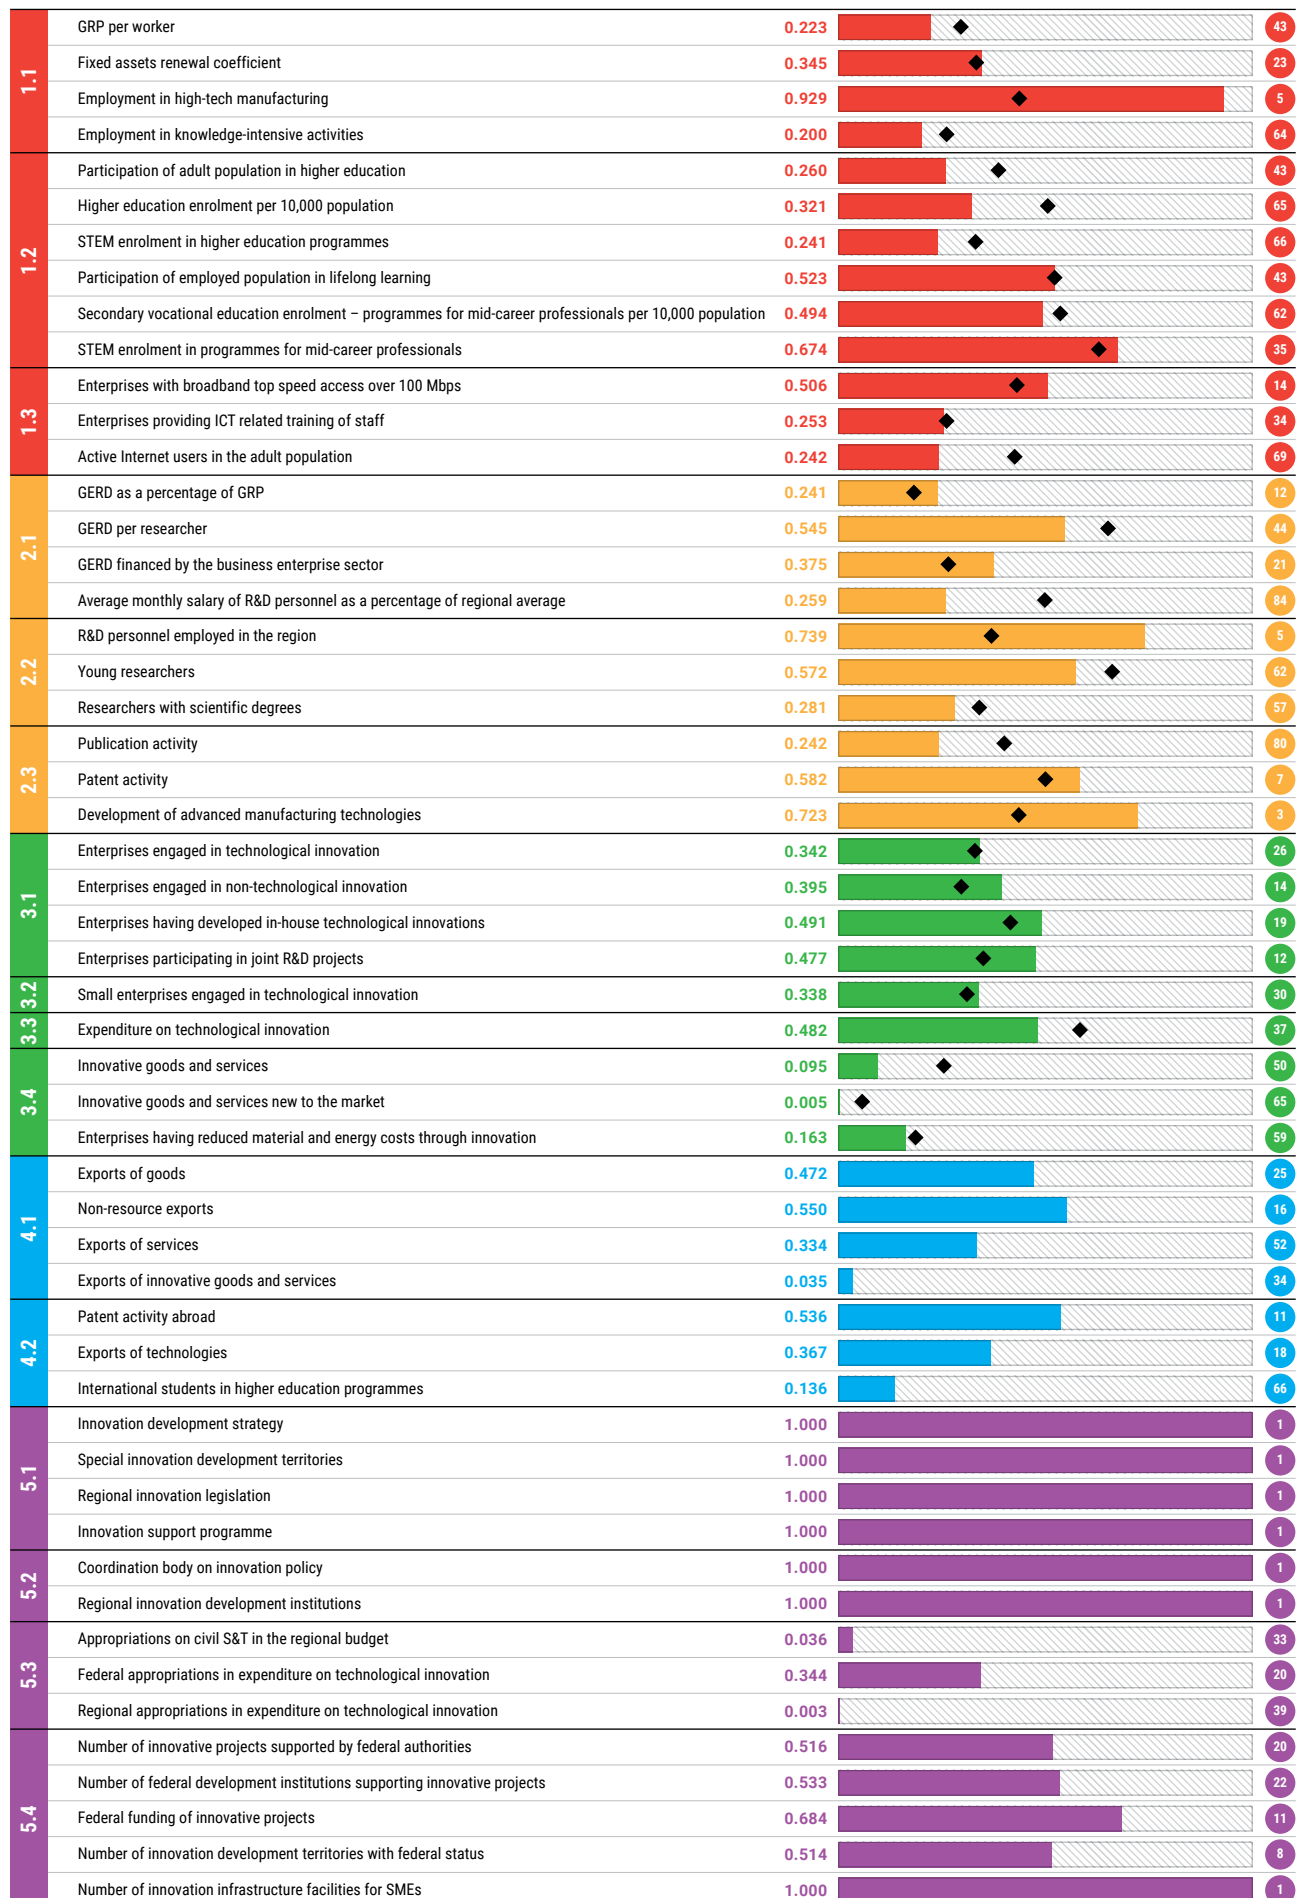 1.1
GRP per worker 0.223 43
Fixed assets renewal coefficient 0.345 23
Employment in high-tech manufacturing 0.929 5
Employment in knowledge-intensive activities 0.200 64
1.2
Participation of adult population in higher education 0.260 43
Higher education enrolment per 10,000 population 0.321 65
STEM enrolment in higher education programmes 0.241 66
Participation of employed population in lifelong learning 0.523 43
Secondary vocational education enrolment – programmes for mid-career professionals per 10,000 population 0.494 62
STEM enrolment in programmes for mid-career professionals 0.674 35
1.3
Enterprises with broadband top speed access over 100 Mbps 0.506 14
Enterprises providing ICT related training of staff 0.253 34
Active Internet users in the adult population 0.242 69
2.1
GERD as a percentage of GRP 0.241 12
GERD per researcher 0.545 44
GERD financed by the business enterprise sector 0.375 21
Average monthly salary of R&D personnel as a percentage of regional average 0.259 84
2.2
R&D personnel employed in the region 0.739 5
Young researchers 0.572 62
Researchers with scientific degrees 0.281 57
2.3
Publication activity 0.242 80
Patent activity 0.582 7
Development of advanced manufacturing technologies 0.723 3
3.1
Enterprises engaged in technological innovation 0.342 26
Enterprises engaged in non-technological innovation 0.395 14
Enterprises having developed in-house technological innovations 0.491 19
Enterprises participating in joint R&D projects 0.477 12
3.2
Small enterprises engaged in technological innovation 0.338 30
3.3
Expenditure on technological innovation 0.482 37
3.4
Innovative goods and services 0.095 50
Innovative goods and services new to the market 0.005 65
Enterprises having reduced material and energy costs through innovation 0.163 59
4.1
Exports of goods 0.472 25
Non-resource exports 0.550 16
Exports of services 0.334 52
Exports of innovative goods and services 0.035 34
4.2
Patent activity abroad 0.536 11
Exports of technologies 0.367 18
International students in higher education programmes 0.136 66
5.1
Innovation development strategy 1.000 1
Special innovation development territories 1.000 1
Regional innovation legislation 1.000 1
Innovation support programme 1.000 1
5.2
Coordination body on innovation policy 1.000 1
Regional innovation development institutions 1.000 1
5.3
Appropriations on civil S&T in the regional budget 0.036 33
Federal appropriations in expenditure on technological innovation 0.344 20
Regional appropriations in expenditure on technological innovation 0.003 39
5.4
Number of innovative projects supported by federal authorities 0.516 20
Number of federal development institutions supporting innovative projects 0.533 22
Federal funding of innovative projects 0.684 11
Number of innovation development territories with federal status 0.514 8
Number of innovation infrastructure facilities for SMEs 1.000 1